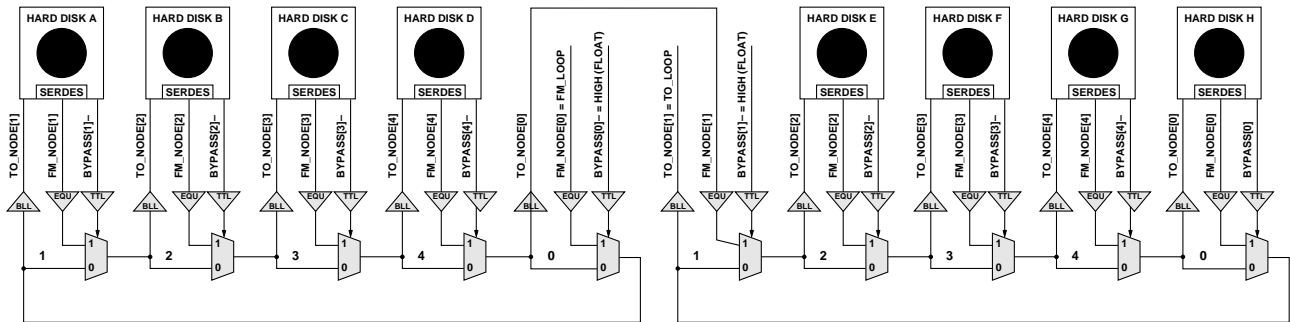 HARD DISK A
HARD DISK B
HARD DISK C
HARD DISK D
HARD DISK E
HARD DISK F
HARD DISK G
HARD DISK H
SERDES
SERDES
SERDES
SERDES
SERDES
SERDES
SERDES
SERDES
TO_NODE[1]
FM_NODE[1]
BYPASS[1]–
TO_NODE[2]
FM_NODE[2]
BYPASS[2]–
TO_NODE[3]
FM_NODE[3]
BYPASS[3]–
TO_NODE[4]
FM_NODE[4]
BYPASS[4]–
TO_NODE[0]
FM_NODE[0] = FM_LOOP
BYPASS[0]– = HIGH (FLOAT)
TO_NODE[1] = TO_LOOP
FM_NODE[1]
BYPASS[1]– = HIGH (FLOAT)
TO_NODE[2]
FM_NODE[2]
BYPASS[2]–
TO_NODE[3]
FM_NODE[3]
BYPASS[3]–
TO_NODE[4]
FM_NODE[4]
BYPASS[4]–
TO_NODE[0]
FM_NODE[0]
BYPASS[0]
BLL EQU TTL
BLL EQU TTL
BLL EQU TTL
BLL EQU TTL
BLL EQU TTL
BLL EQU TTL
BLL EQU TTL
BLL EQU TTL
BLL EQU TTL
BLL EQU TTL
1 1 0
2 1 0
3 1 0
4 1 0
0 1 0
1 1 0
2 1 0
3 1 0
4 1 0
0 1 0